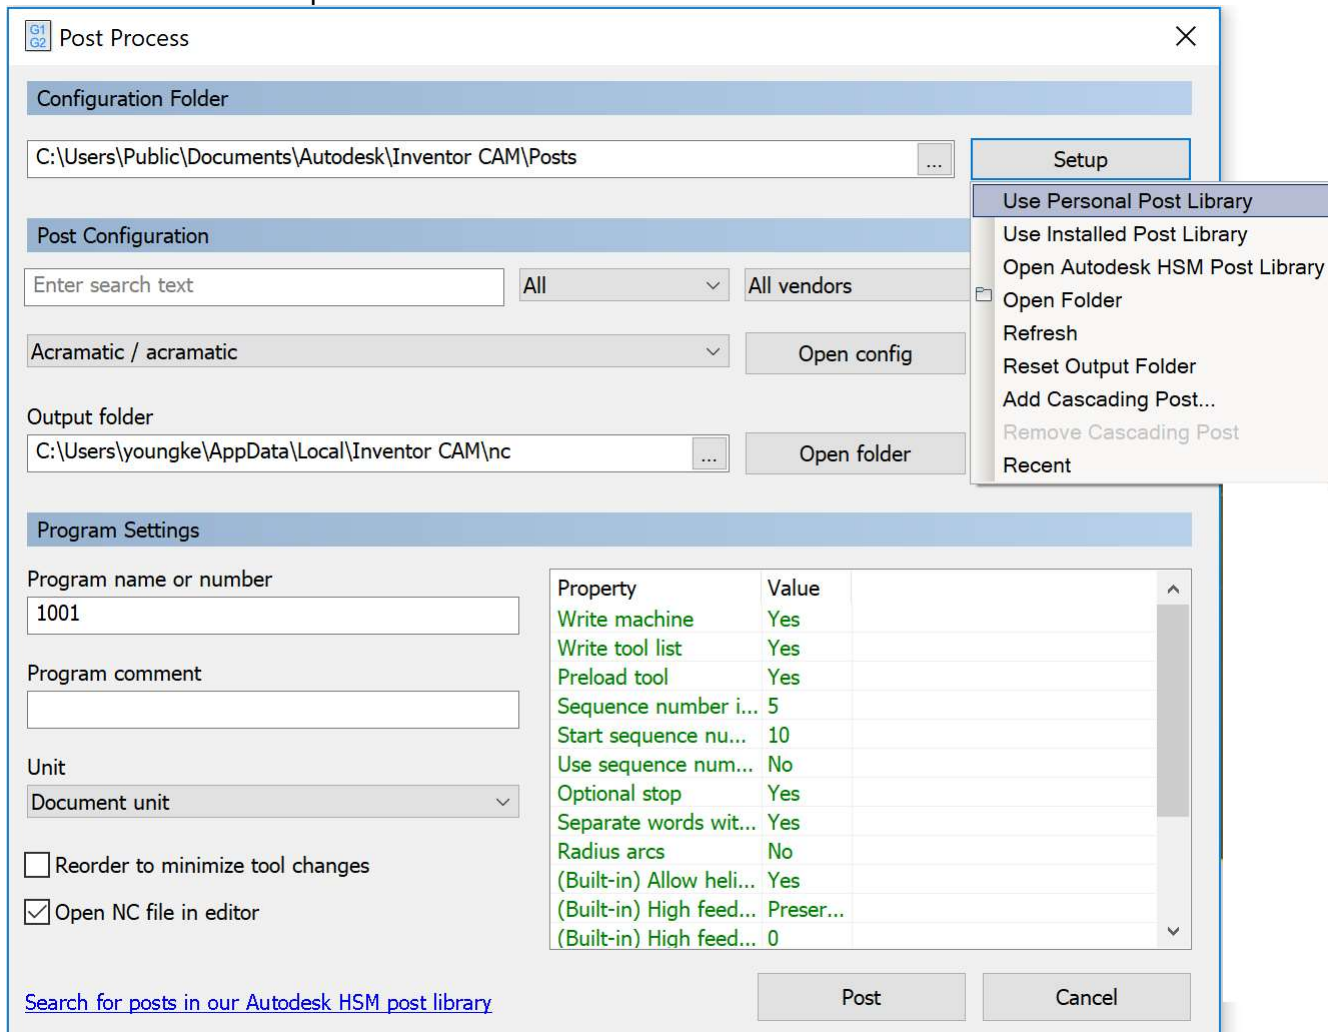 G1
G2
Post Process
Configuration Folder
C:\Users\Public\Documents\Autodesk\Inventor CAM\Posts
...
Setup
Use Personal Post Library
Use Installed Post Library
Open Autodesk HSM Post Library
Open Folder
Refresh
Reset Output Folder
Add Cascading Post...
Remove Cascading Post
Recent
Post Configuration
Enter search text
All
All vendors
Acramatic / acramatic
Open config
Output folder
C:\Users\youngke\AppData\Local\Inventor CAM\nc
...
Open folder
Program Settings
Program name or number
1001
Program comment
Unit
Document unit
Reorder to minimize tool changes
Open NC file in editor
Property Value
Write machine Yes
Write tool list Yes
Preload tool Yes
Sequence number i... 5
Start sequence nu... 10
Use sequence num... No
Optional stop Yes
Separate words wit... Yes
Radius arcs No
(Built-in) Allow heli... Yes
(Built-in) High feed... Preser...
(Built-in) High feed... 0
Search for posts in our Autodesk HSM post library
Post
Cancel